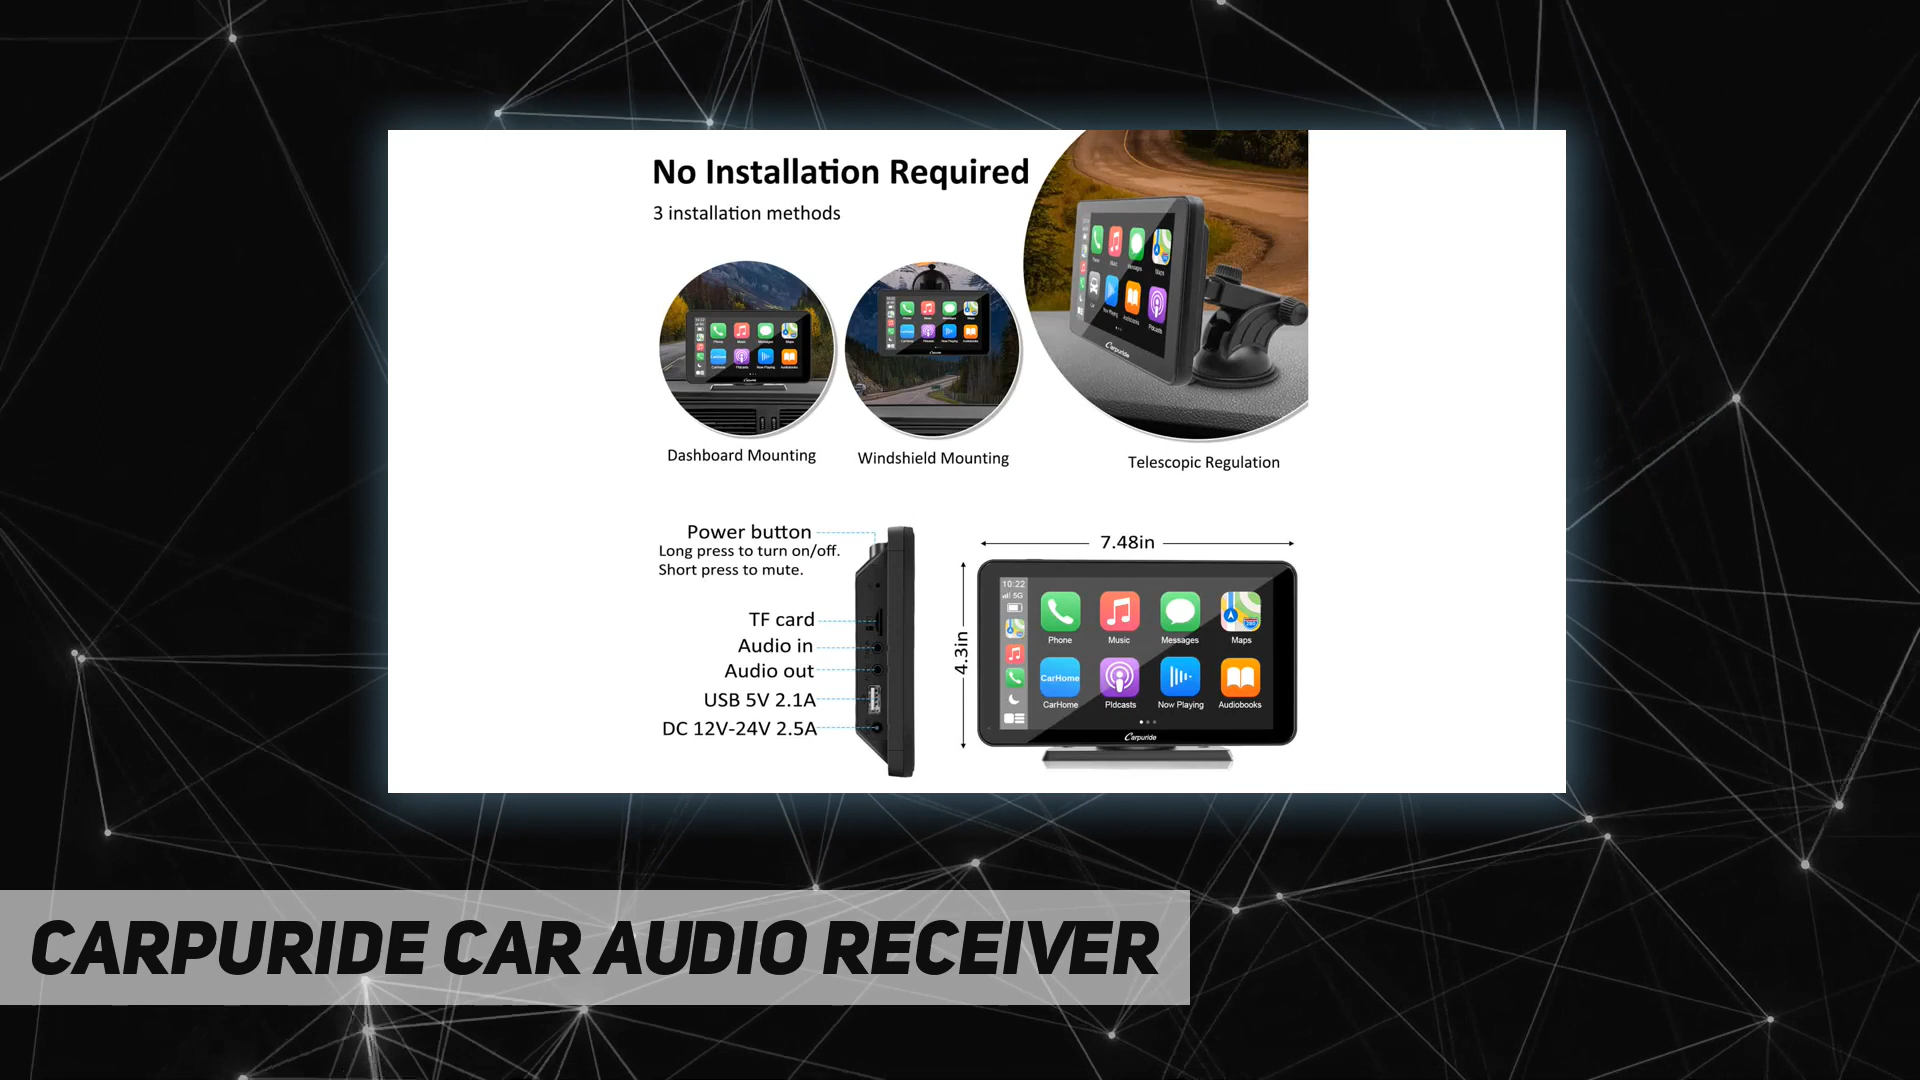 No Installation Required
3 installation methods
Dashboard Mounting
Windshield Mounting
Telescopic Regulation
Power button
Long press to turn on/off.
Short press to mute.
TF card
Audio in
Audio out
USB 5V 2.1A
DC 12V-24V 2.5A
7.48in
4.3in
10:22
5G
Phone
Music
Messages
Maps
CarHome
CarHome
Pldcasts
Now Playing
Audiobooks
Carpuride
CARPURIDE CAR AUDIO RECEIVER